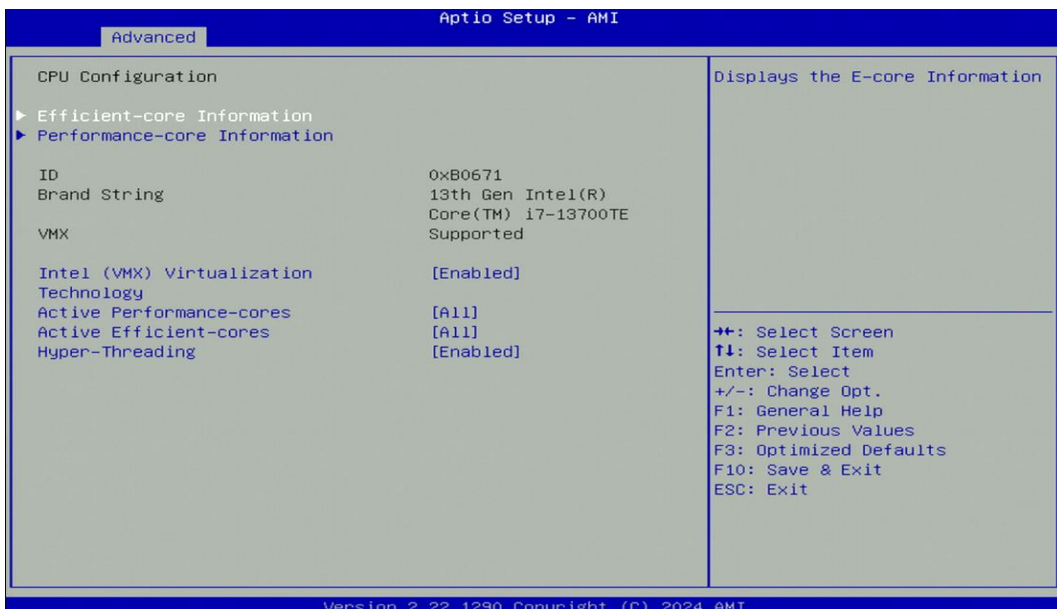 Aptio Setup - AMI
Advanced
CPU Configuration
Efficient-core Information
Performance-core Information
ID 0xB0671
Brand String 13th Gen Intel(R)
Core(TM) i7-13700TE
VMX Supported
Intel (VMX) Virtualization [Enabled]
Technology
Active Performance-cores [All]
Active Efficient-cores [All]
Hyper-Threading [Enabled]
Displays the E-core Information
→←: Select Screen
↑↓: Select Item
Enter: Select
+/-: Change Opt.
F1: General Help
F2: Previous Values
F3: Optimized Defaults
F10: Save & Exit
ESC: Exit
Version 2.22.1290 Copyright (C) 2024 AMI